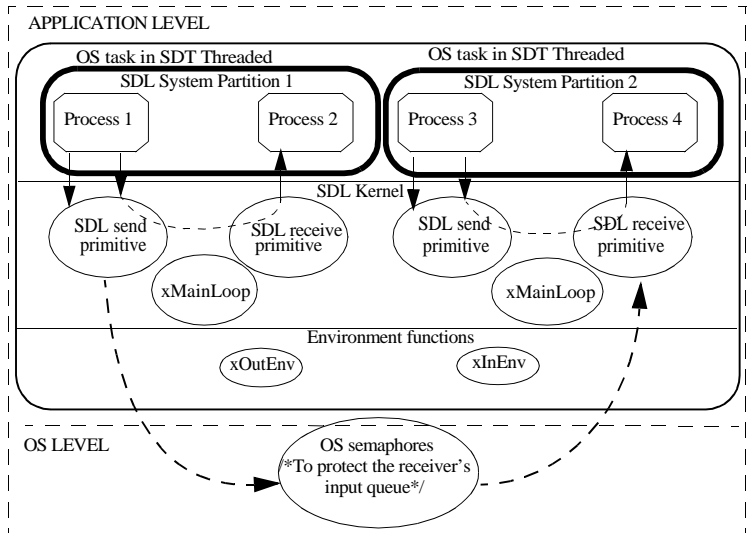 APPLICATION LEVEL
OS task in SDT Threaded
OS task in SDT Threaded
SDL System Partition 1
SDL System Partition 2
Process 1
Process 2
Process 3
Process 4
SDL Kernel
SDL send
primitive
SDL receive
primitive
SDL send
primitive
SDL receive
primitive
xMainLoop
xMainLoop
Environment functions
xOutEnv
xInEnv
OS LEVEL
OS semaphores
/*To protect the receiver's
input queue*/